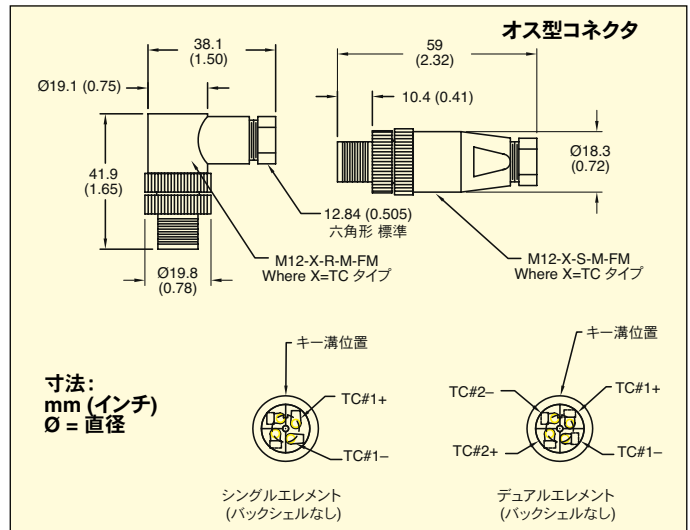 オス型コネクタ
38.1
(1.50)
59
(2.32)
Ø19.1 (0.75)
10.4 (0.41)
Ø18.3
(0.72)
41.9
(1.65)
12.84 (0.505)
六角形 標準
M12-X-R-M-FM
Where X=TC タイプ
M12-X-S-M-FM
Where X=TC タイプ
Ø19.8
(0.78)
寸法:
mm (インチ)
Ø = 直径
キー溝位置
TC#1+
TC#1–
シングルエレメント
(バックシェルなし)
キー溝位置
TC#2–
TC#1+
TC#2+
TC#1–
デュアルエレメント
(バックシェルなし)